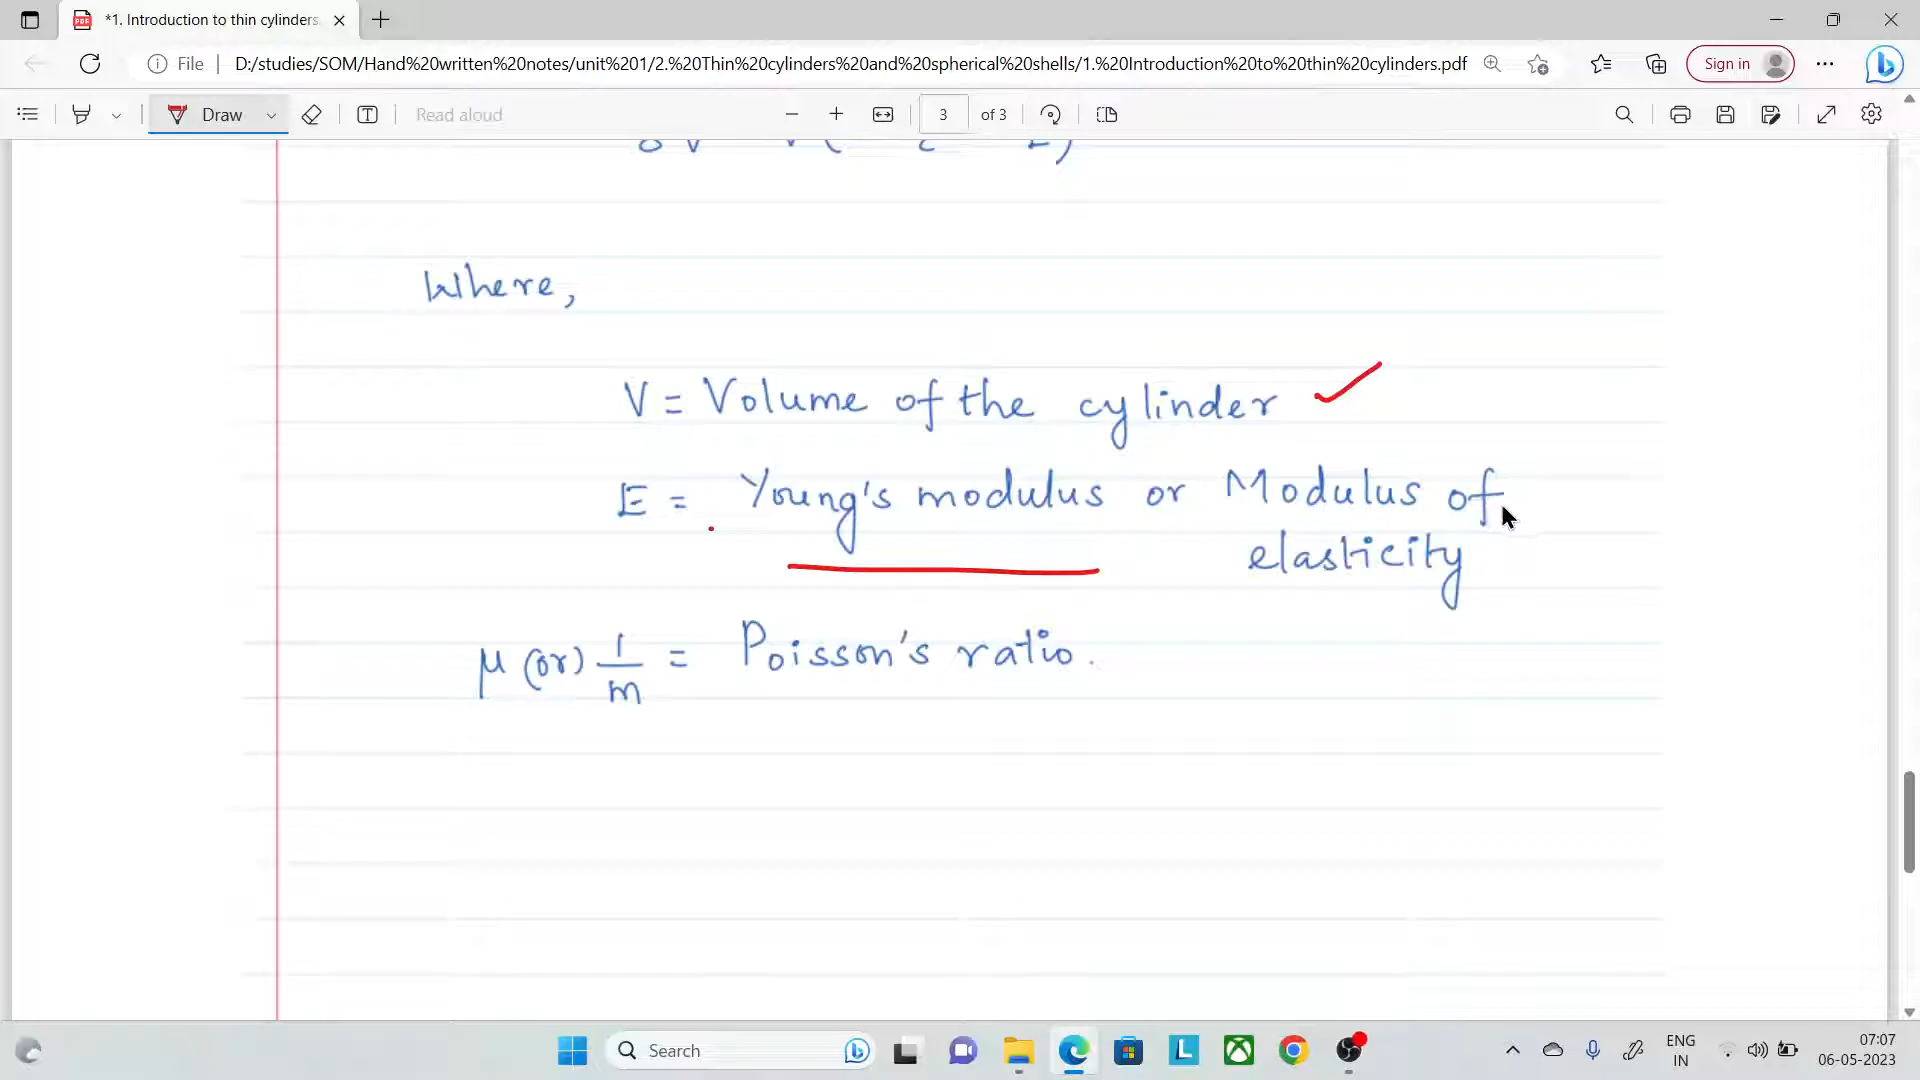 *1. Introduction to thin cylinders.
File
D:/studies/SOM/Hand%20written%20notes/unit%201/2.%20Thin%20cylinders%20and%20spherical%20shells/1.%20Introduction%20to%20thin%20cylinders.pdf
Sign in
Draw
Read aloud
3 of 3
Where,
V = Volume of the cylinder
E = Young's modulus or Modulus of
elasticity
μ (or) 1/m = Poisson's ratio.
Search
ENG
IN
07:07
06-05-2023